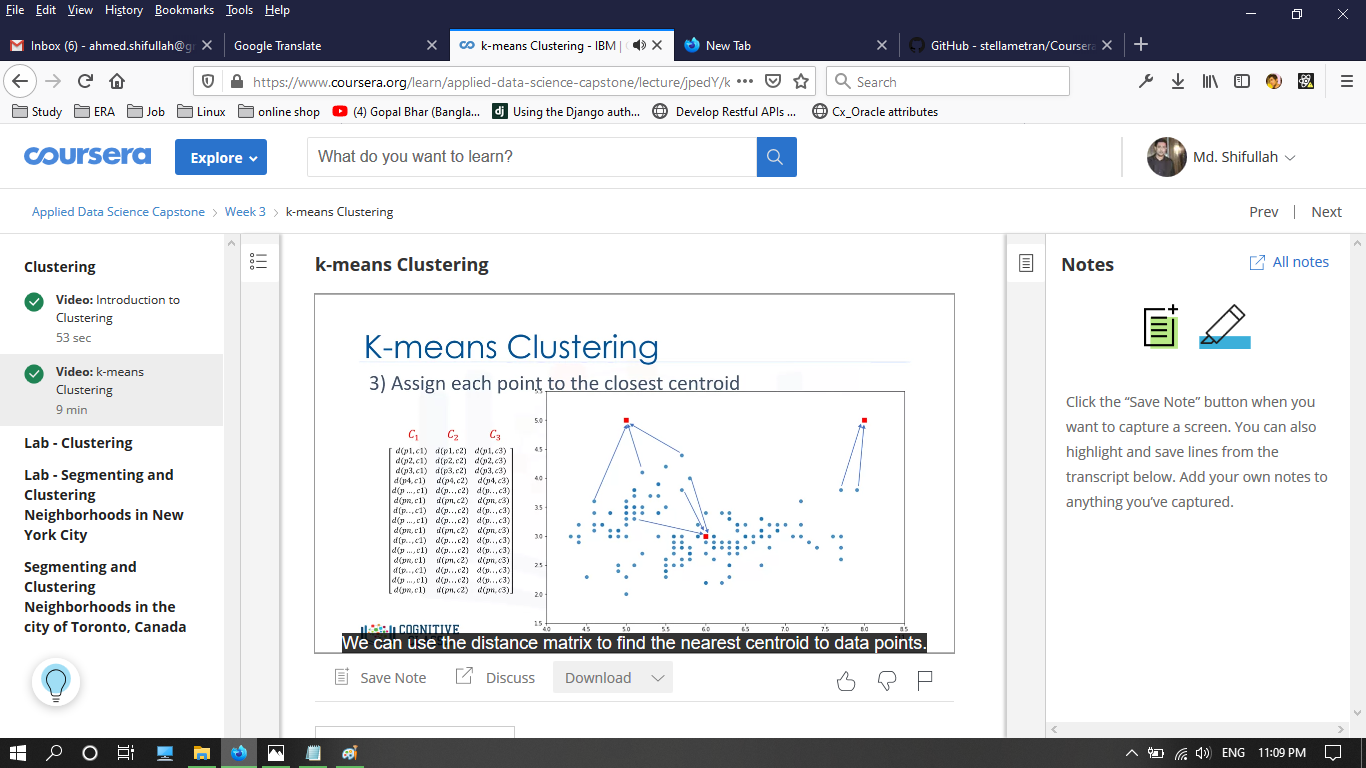 File Edit View History Bookmarks Tools Help
Inbox (6) - ahmed.shifullah@g
Google Translate
k-means Clustering - IBM |
New Tab
GitHub - stellametran/Coursera
https://www.coursera.org/learn/applied-data-science-capstone/lecture/jpedY/k
Search
Study ERA Job Linux online shop (4) Gopal Bhar (Bangla... Using the Django auth... Develop Restful APIs ... Cx_Oracle attributes
coursera
Explore
What do you want to learn?
Md. Shifullah
Applied Data Science Capstone > Week 3 > k-means Clustering
Prev | Next
Clustering
Video: Introduction to
Clustering
53 sec
Video: k-means
Clustering
9 min
Lab - Clustering
Lab - Segmenting and
Clustering
Neighborhoods in New
York City
Segmenting and
Clustering
Neighborhoods in the
city of Toronto, Canada
k-means Clustering
K-means Clustering
3) Assign each point to the closest centroid
C1 C2 C3
d(p1,c1) d(p1,c2) d(p1,c3)
d(p2,c1) d(p2,c2) d(p2,c3)
d(p3,c1) d(p3,c2) d(p3,c3)
d(p4,c1) d(p4,c2) d(p4,c3)
d(p...,c1) d(p..,c2) d(p..,c3)
d(pn,c1) d(pn,c2) d(pn,c3)
d(p..,c1) d(p..,c2) d(p..,c3)
d(p...,c1) d(p..,c2) d(p..,c3)
d(pn,c1) d(pn,c2) d(pn,c3)
d(p..,c1) d(p..,c2) d(p..,c3)
d(p...,c1) d(p..,c2) d(p..,c3)
d(pn,c1) d(pn,c2) d(pn,c3)
d(p..,c1) d(p..,c2) d(p..,c3)
d(p...,c1) d(p..,c2) d(p..,c3)
d(pn,c1) d(pn,c2) d(pn,c3)
5.5
5.0
4.5
4.0
3.5
3.0
2.5
2.0
1.5
4.0 4.5 5.0 5.5 6.0 6.5 7.0 7.5 8.0 8.5
COGNITIVE
We can use the distance matrix to find the nearest centroid to data points.
Save Note
Discuss
Download
Notes
All notes
Click the “Save Note” button when you
want to capture a screen. You can also
highlight and save lines from the
transcript below. Add your own notes to
anything you’ve captured.
ENG 11:09 PM